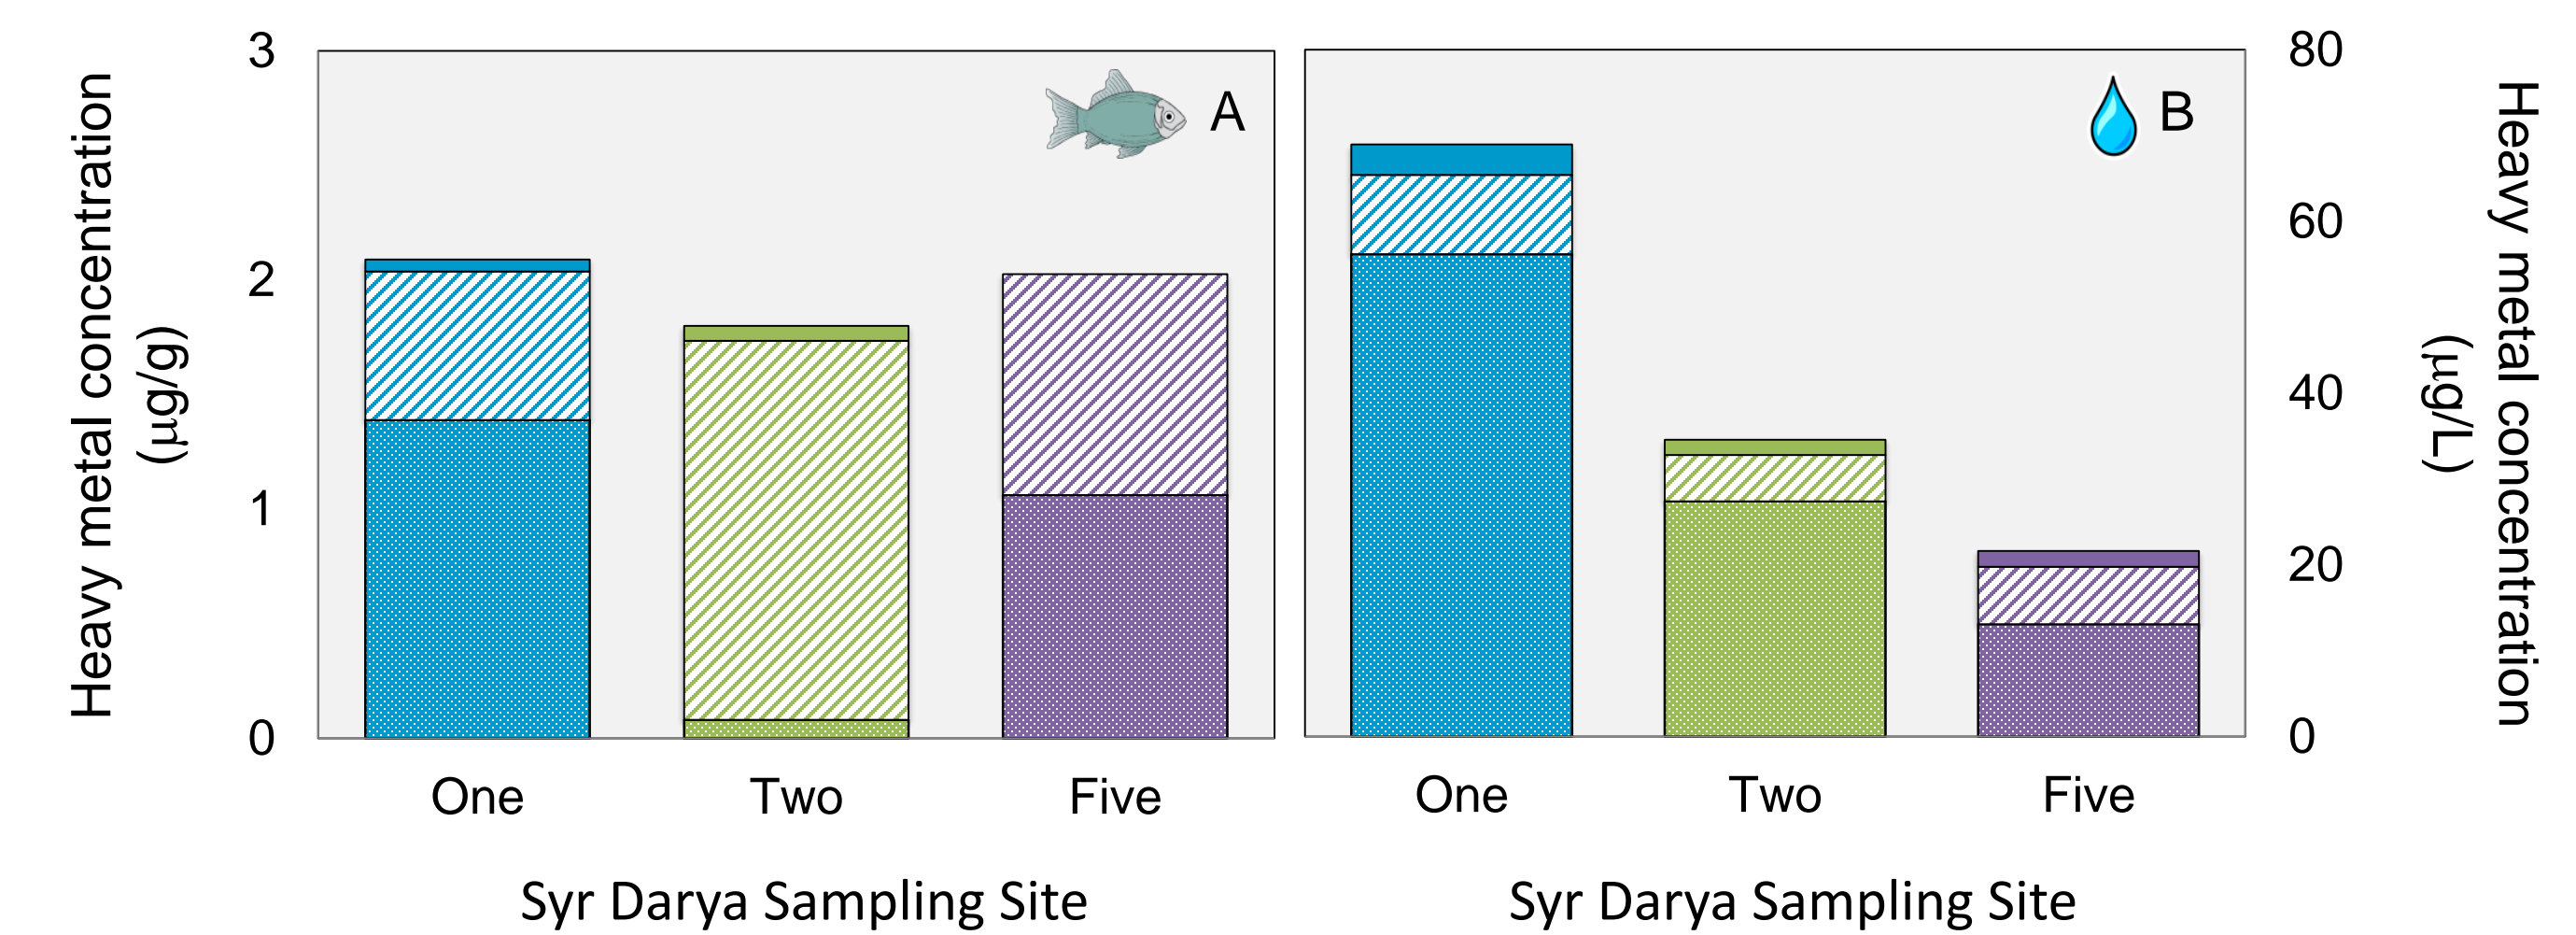 Heavy metal concentration
(μg/g)
3
2
1
0
A
One Two Five
Syr Darya Sampling Site
B
80
60
40
20
0
Heavy metal concentration
(μg/L)
One Two Five
Syr Darya Sampling Site